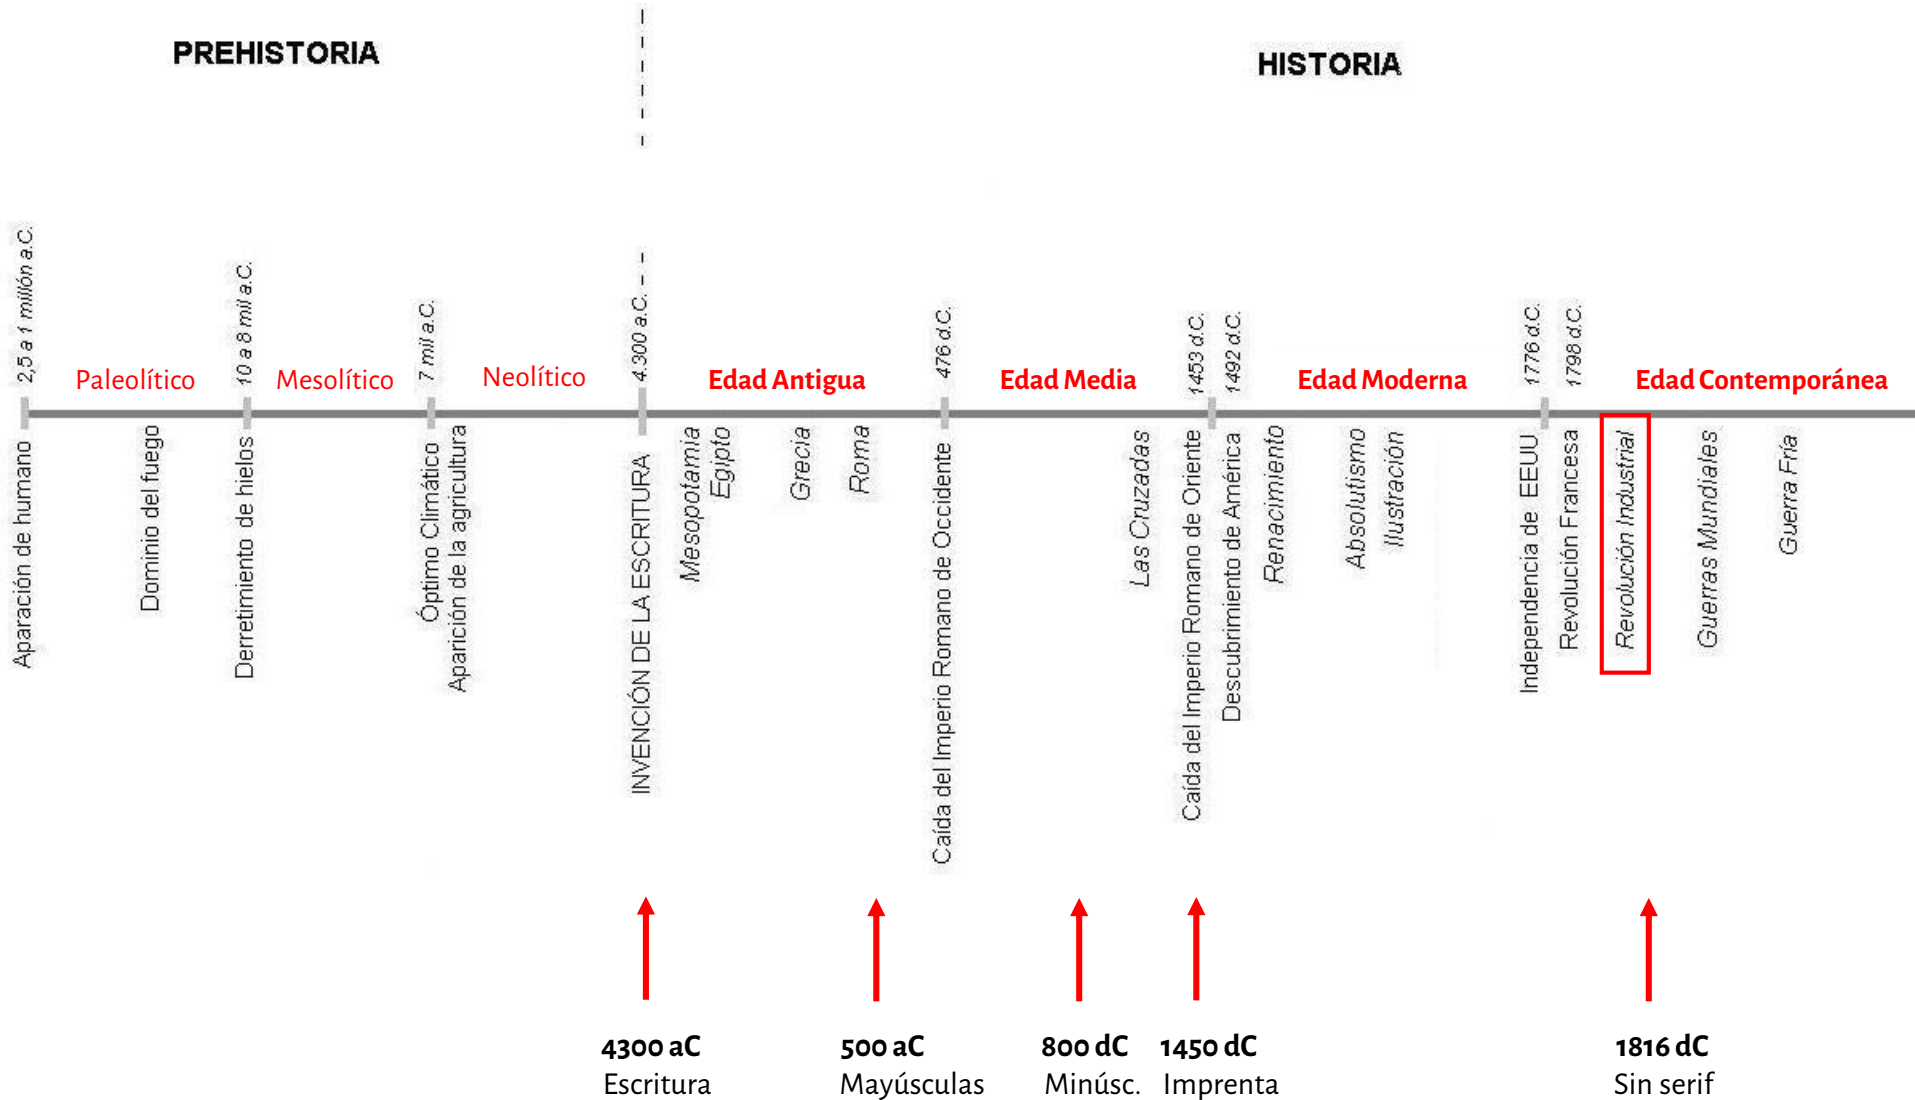 PREHISTORIA
HISTORIA
2,5 a 1 millón a.C.
10 a 8 mil a.C.
7 mil a.C.
4.300 a.C.
476 d.C.
1453 d.C.
1492 d.C.
1776 d.C.
1798 d.C.
Paleolítico
Mesolítico
Neolítico
Edad Antigua
Edad Media
Edad Moderna
Edad Contemporánea
Aparación de humano
Dominio del fuego
Derretimiento de hielos
Óptimo Climático
Aparición de la agricultura
INVENCIÓN DE LA ESCRITURA
Mesopotamia
Egipto
Grecia
Roma
Caída del Imperio Romano de Occidente
Las Cruzadas
Caída del Imperio Romano de Oriente
Descubrimiento de América
Renacimiento
Absolutismo
Ilustración
Independencia de EEUU
Revolución Francesa
Revolución Industrial
Guerras Mundiales
Guerra Fría
4300 aC
Escritura
500 aC
Mayúsculas
800 dC
Minúsc.
1450 dC
Imprenta
1816 dC
Sin serif